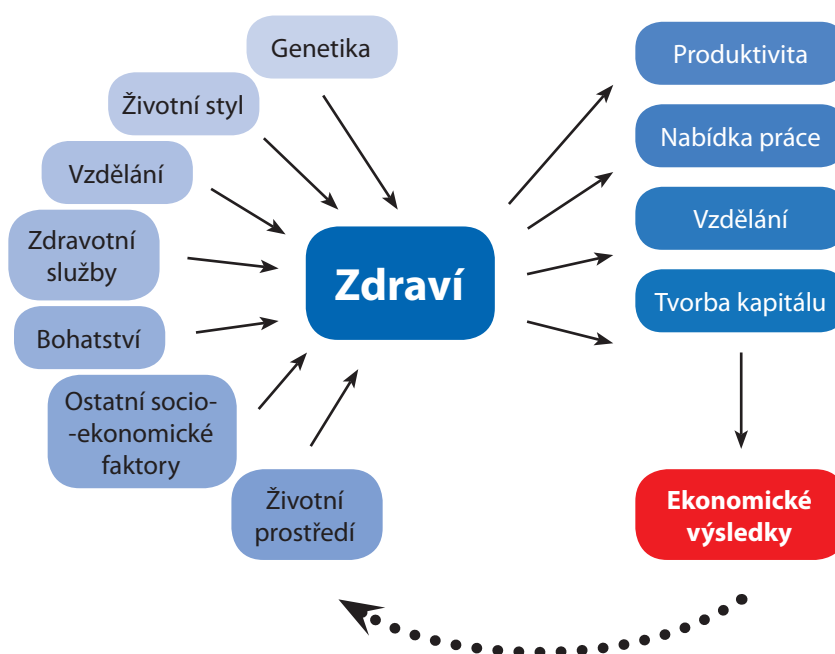 Genetika
Životní styl
Vzdělání
Zdravotní
služby
Bohatství
Ostatní socio-
-ekonomické
faktory
Životní
prostředí
Zdraví
Produktivita
Nabídka práce
Vzdělání
Tvorba kapitálu
Ekonomické
výsledky